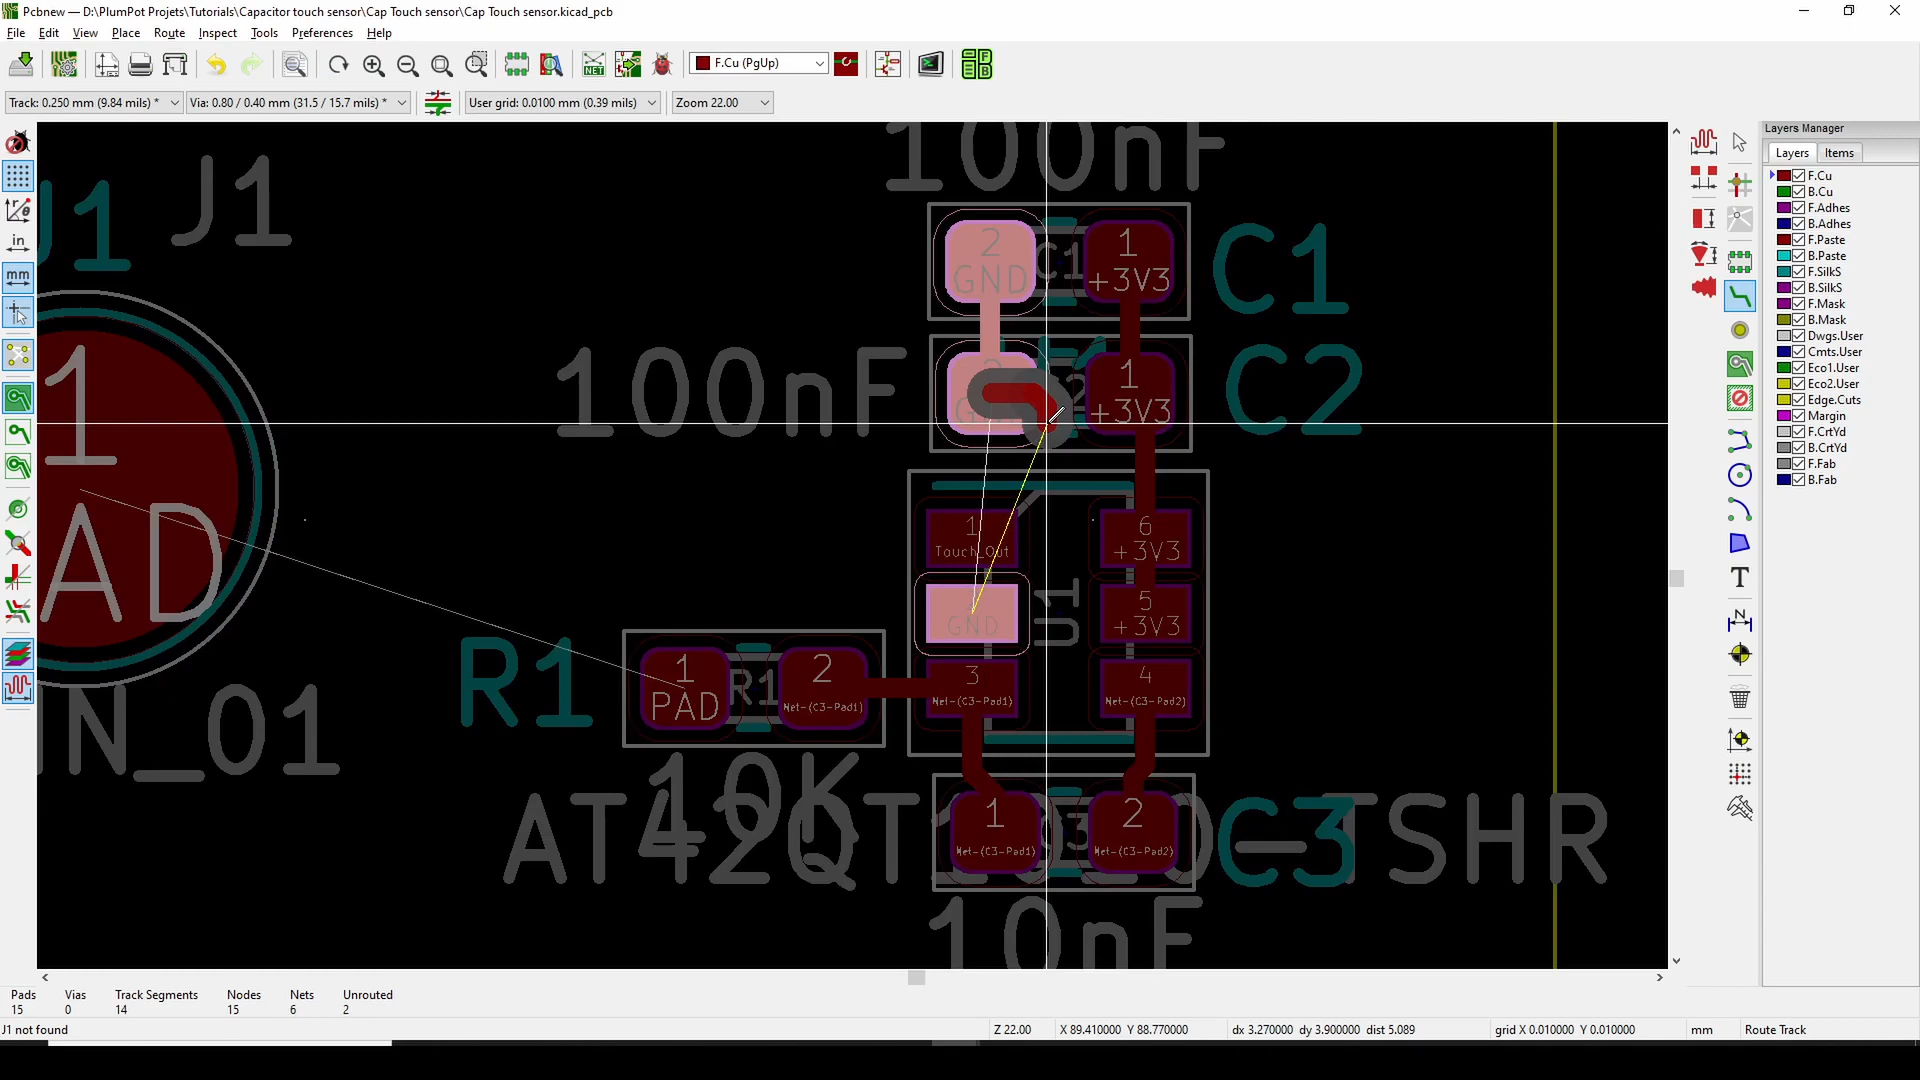 Pcbnew — D:\PlumPot Projets\Tutorials\Capacitor touch sensor\Cap Touch sensor\Cap Touch sensor.kicad_pcb
File Edit View Place Route Inspect Tools Preferences Help
NET
F.Cu (PgUp)
Track: 0.250 mm (9.84 mils) *
Via: 0.80 / 0.40 mm (31.5 / 15.7 mils) *
User grid: 0.0100 mm (0.39 mils)
Zoom 22.00
in
mm
100nF
J1
J1
2
GND
C1
1
+3V3
C1
100nF
1
+3V3
C2
1
PAD
1
Touch_Out
6
+3V3
GND
U1
5
+3V3
R1
1
PAD
R1
2
Net-(C3-Pad1)
3
Net-(C3-Pad1)
4
Net-(C3-Pad2)
N_01
10K
1
Net-(C3-Pad1)
2
Net-(C3-Pad2)
C3
TSHR
10nF
Layers Manager
Layers Items
F.Cu
B.Cu
F.Adhes
B.Adhes
F.Paste
B.Paste
F.SilkS
B.SilkS
F.Mask
B.Mask
Dwgs.User
Cmts.User
Eco1.User
Eco2.User
Edge.Cuts
Margin
F.CrtYd
B.CrtYd
F.Fab
B.Fab
Pads Vias Track Segments Nodes Nets Unrouted
15 0 14 15 6 2
J1 not found
Z 22.00
X 89.410000 Y 88.770000
dx 3.270000 dy 3.900000 dist 5.089
grid X 0.010000 Y 0.010000
mm
Route Track